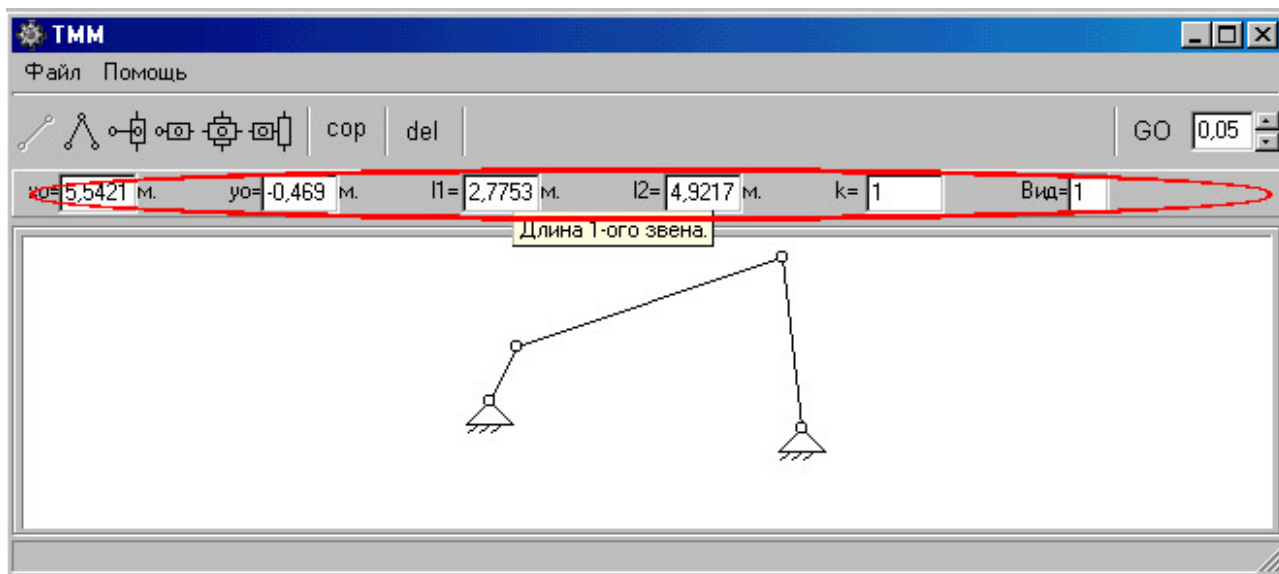 ТММ
Файл Помощь
сор del GO 0,05
xo= 5,5421 м. yo= -0,469 м. l1= 2,7753 м. l2= 4,9217 м. k= 1 Вид= 1
Длина 1-ого звена.